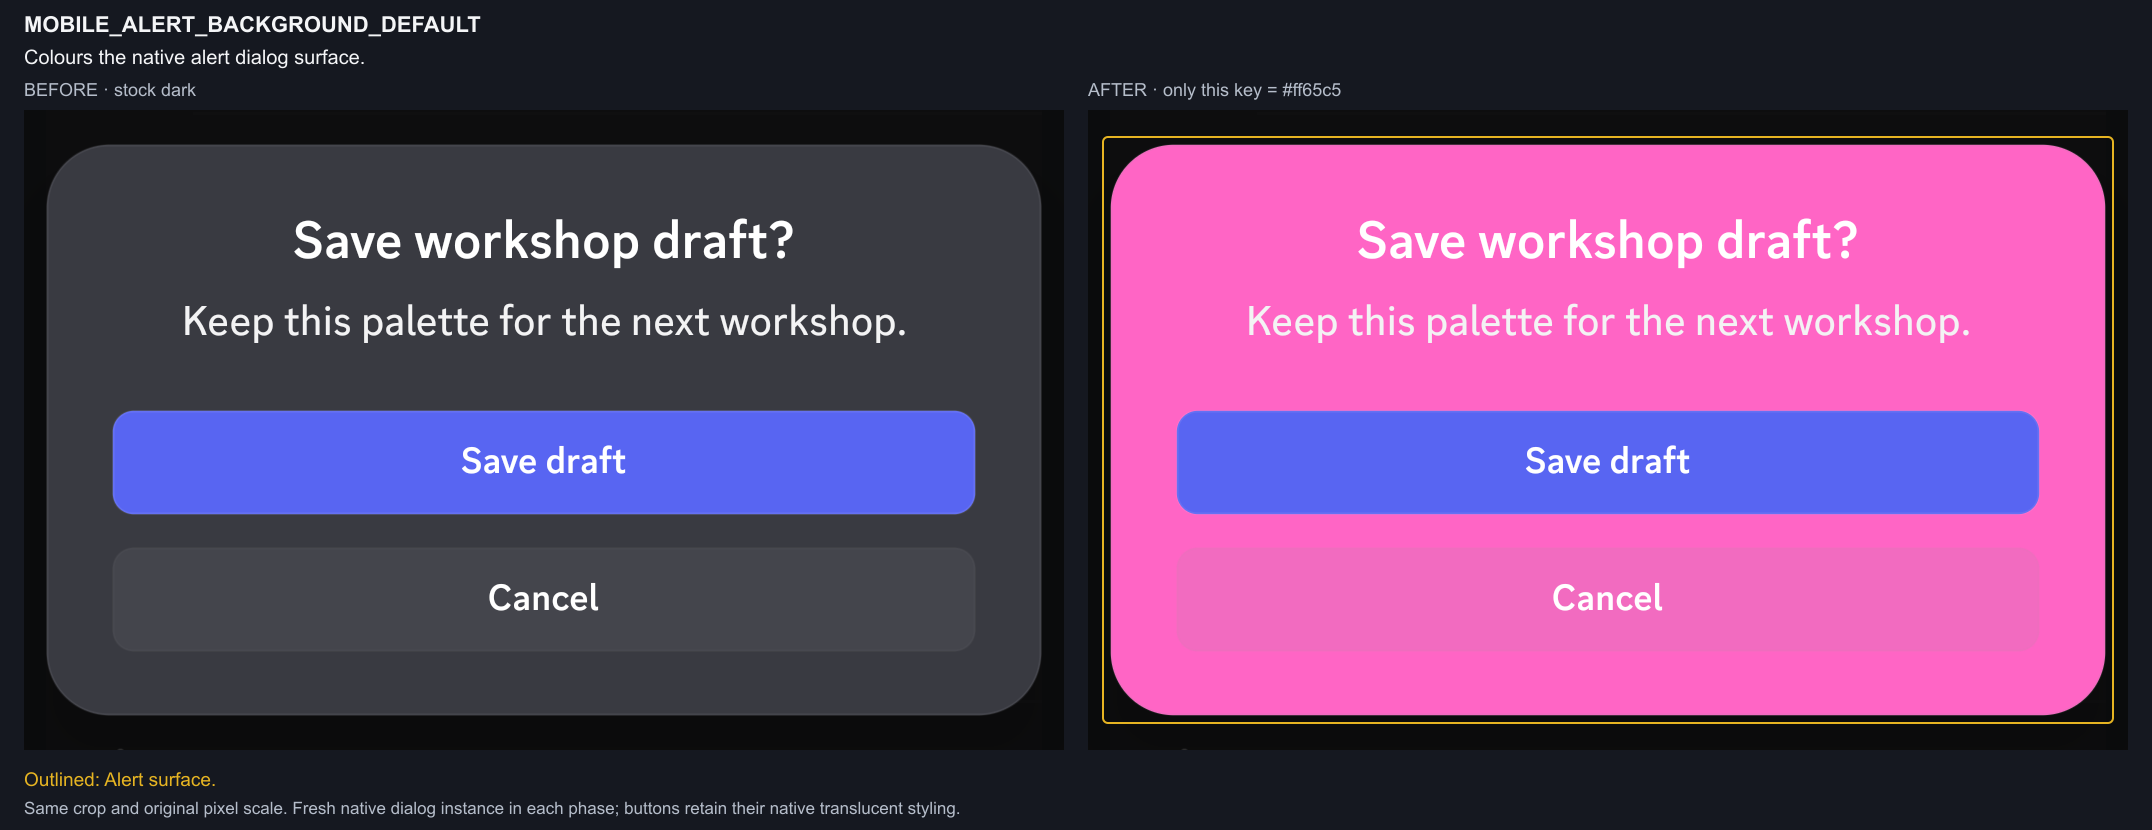 MOBILE_ALERT_BACKGROUND_DEFAULT
Colours the native alert dialog surface.
BEFORE · stock dark
Save workshop draft?
Keep this palette for the next workshop.
Save draft
Cancel
AFTER · only this key = #ff65c5
Save workshop draft?
Keep this palette for the next workshop.
Save draft
Cancel
Outlined: Alert surface.
Same crop and original pixel scale. Fresh native dialog instance in each phase; buttons retain their native translucent styling.